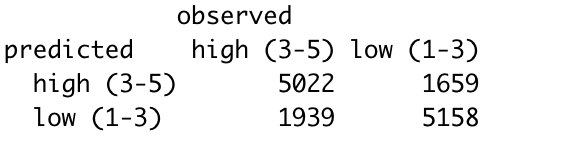 observed
predicted high (3-5) low (1-3)
high (3-5) 5022 1659
low (1-3) 1939 5158